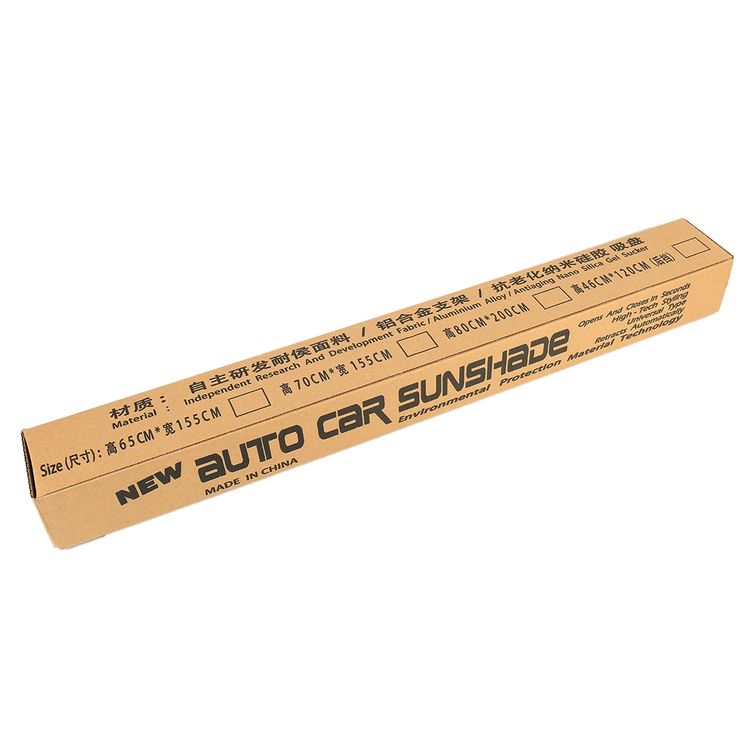 材质： 自主研发耐侯面料 / 铝合金支架 / 抗老化纳米硅胶 吸盘
Material : Independent Research And Development Fabric / Aluminium Alloy / Antiaging Nano Silica Gel Sucker
Size(尺寸)：高65CM*宽155CM 高70CM*宽155CM 高80CM*200CM 高46CM*120CM(后挡)
NEW AUTO CAR SUNSHADE
MADE IN CHINA
Opens And Closes In Seconds
High - Tech Styling
Universal Type
Retracts Automatically
Environmental Protection Material Technology